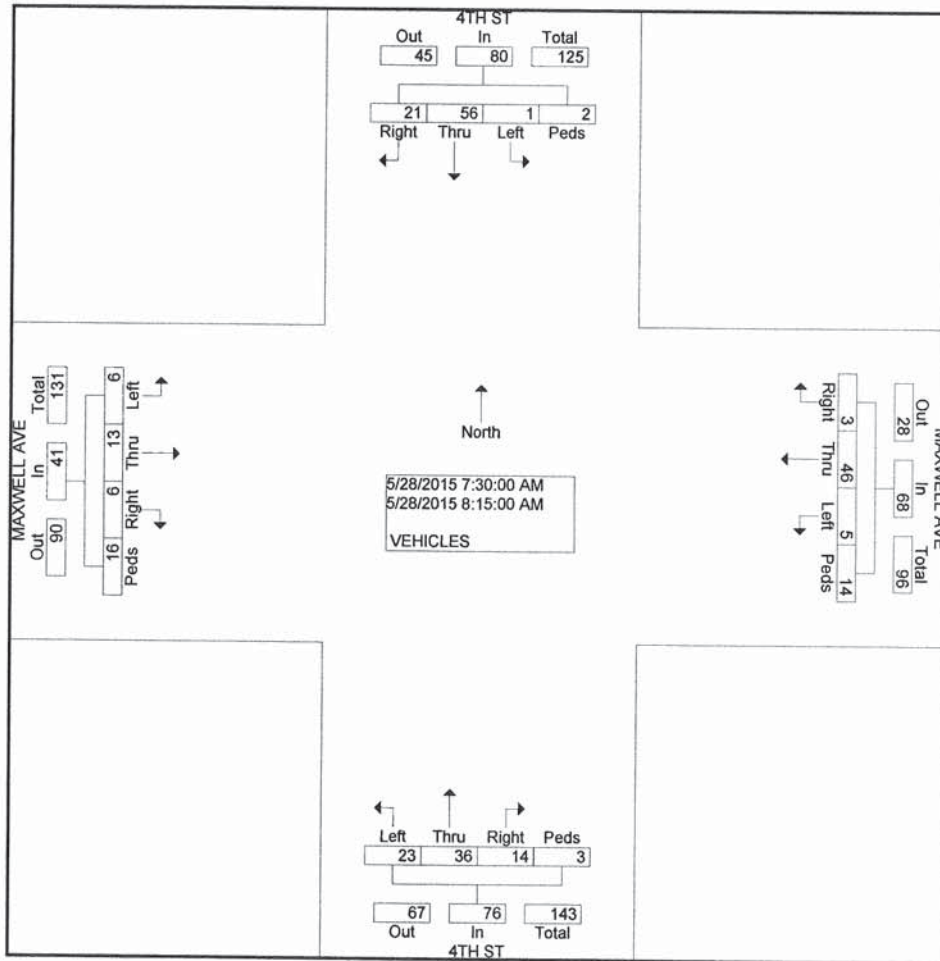 4TH ST
Out In Total
45 80 125
21 56 1 2
Right Thru Left Peds
MAXWELL AVE
Total In Out
131 41 90
6 13 6 16
Left Thru Right Peds
North
5/28/2015 7:30:00 AM
5/28/2015 8:15:00 AM
VEHICLES
Right Thru Left Peds
3 46 5 14
Out In Total
28 68 96
MAXWELL AVE
Left Thru Right Peds
23 36 14 3
67 76 143
Out In Total
4TH ST